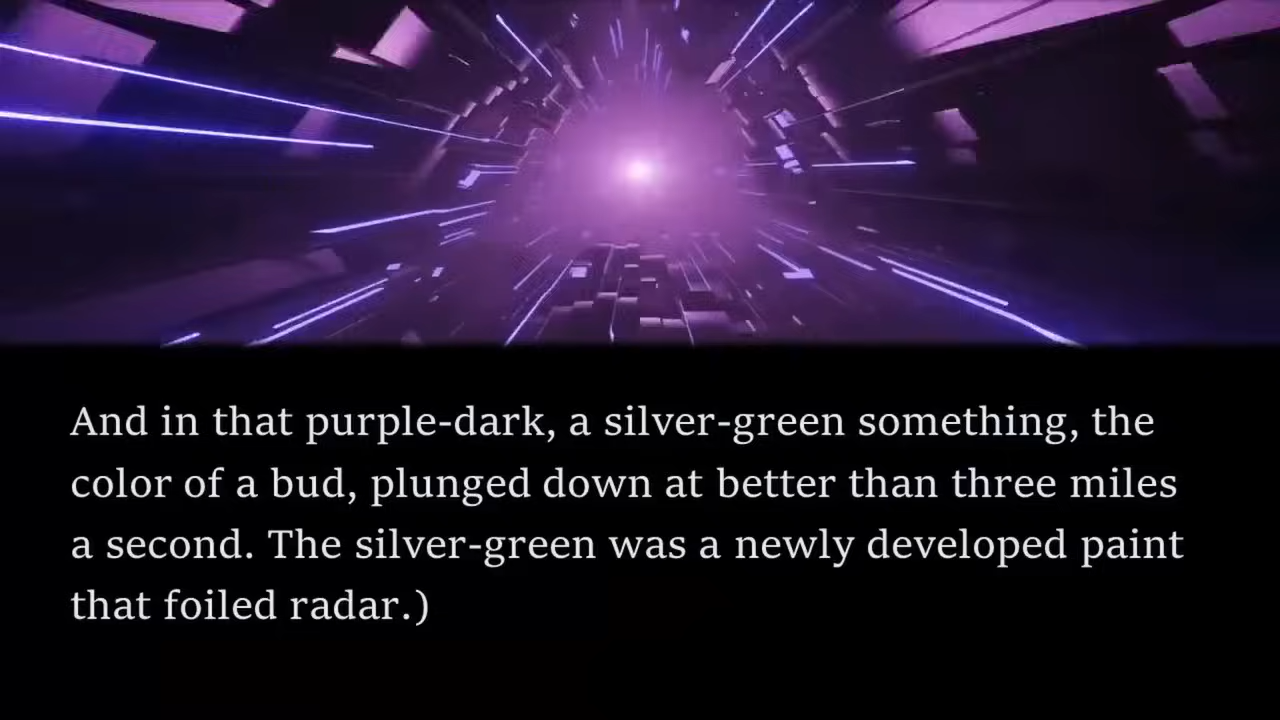 And in that purple-dark, a silver-green something, the
color of a bud, plunged down at better than three miles
a second. The silver-green was a newly developed paint
that foiled radar.)